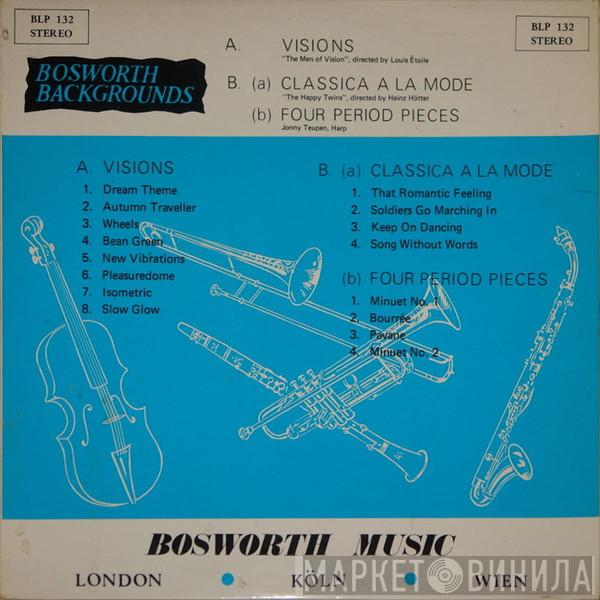 BLP 132
STEREO
BLP 132
STEREO
BOSWORTH
BACKGROUNDS
A. VISIONS
"The Men of Vision", directed by Louis Étoile
B. (a) CLASSICA A LA MODE
"The Happy Twins", directed by Heinz Hötter
(b) FOUR PERIOD PIECES
Jonny Teupen, Harp
A. VISIONS
1. Dream Theme
2. Autumn Traveller
3. Wheels
4. Bean Green
5. New Vibrations
6. Pleasuredome
7. Isometric
8. Slow Glow
B. (a) CLASSICA A LA MODE
1. That Romantic Feeling
2. Soldiers Go Marching In
3. Keep On Dancing
4. Song Without Words
(b) FOUR PERIOD PIECES
1. Minuet No. 1
2. Bourrée
3. Pavane
4. Minuet No. 2
BOSWORTH MUSIC
LONDON • KÖLN • WIEN
МАРКЕТ ВИНИЛА